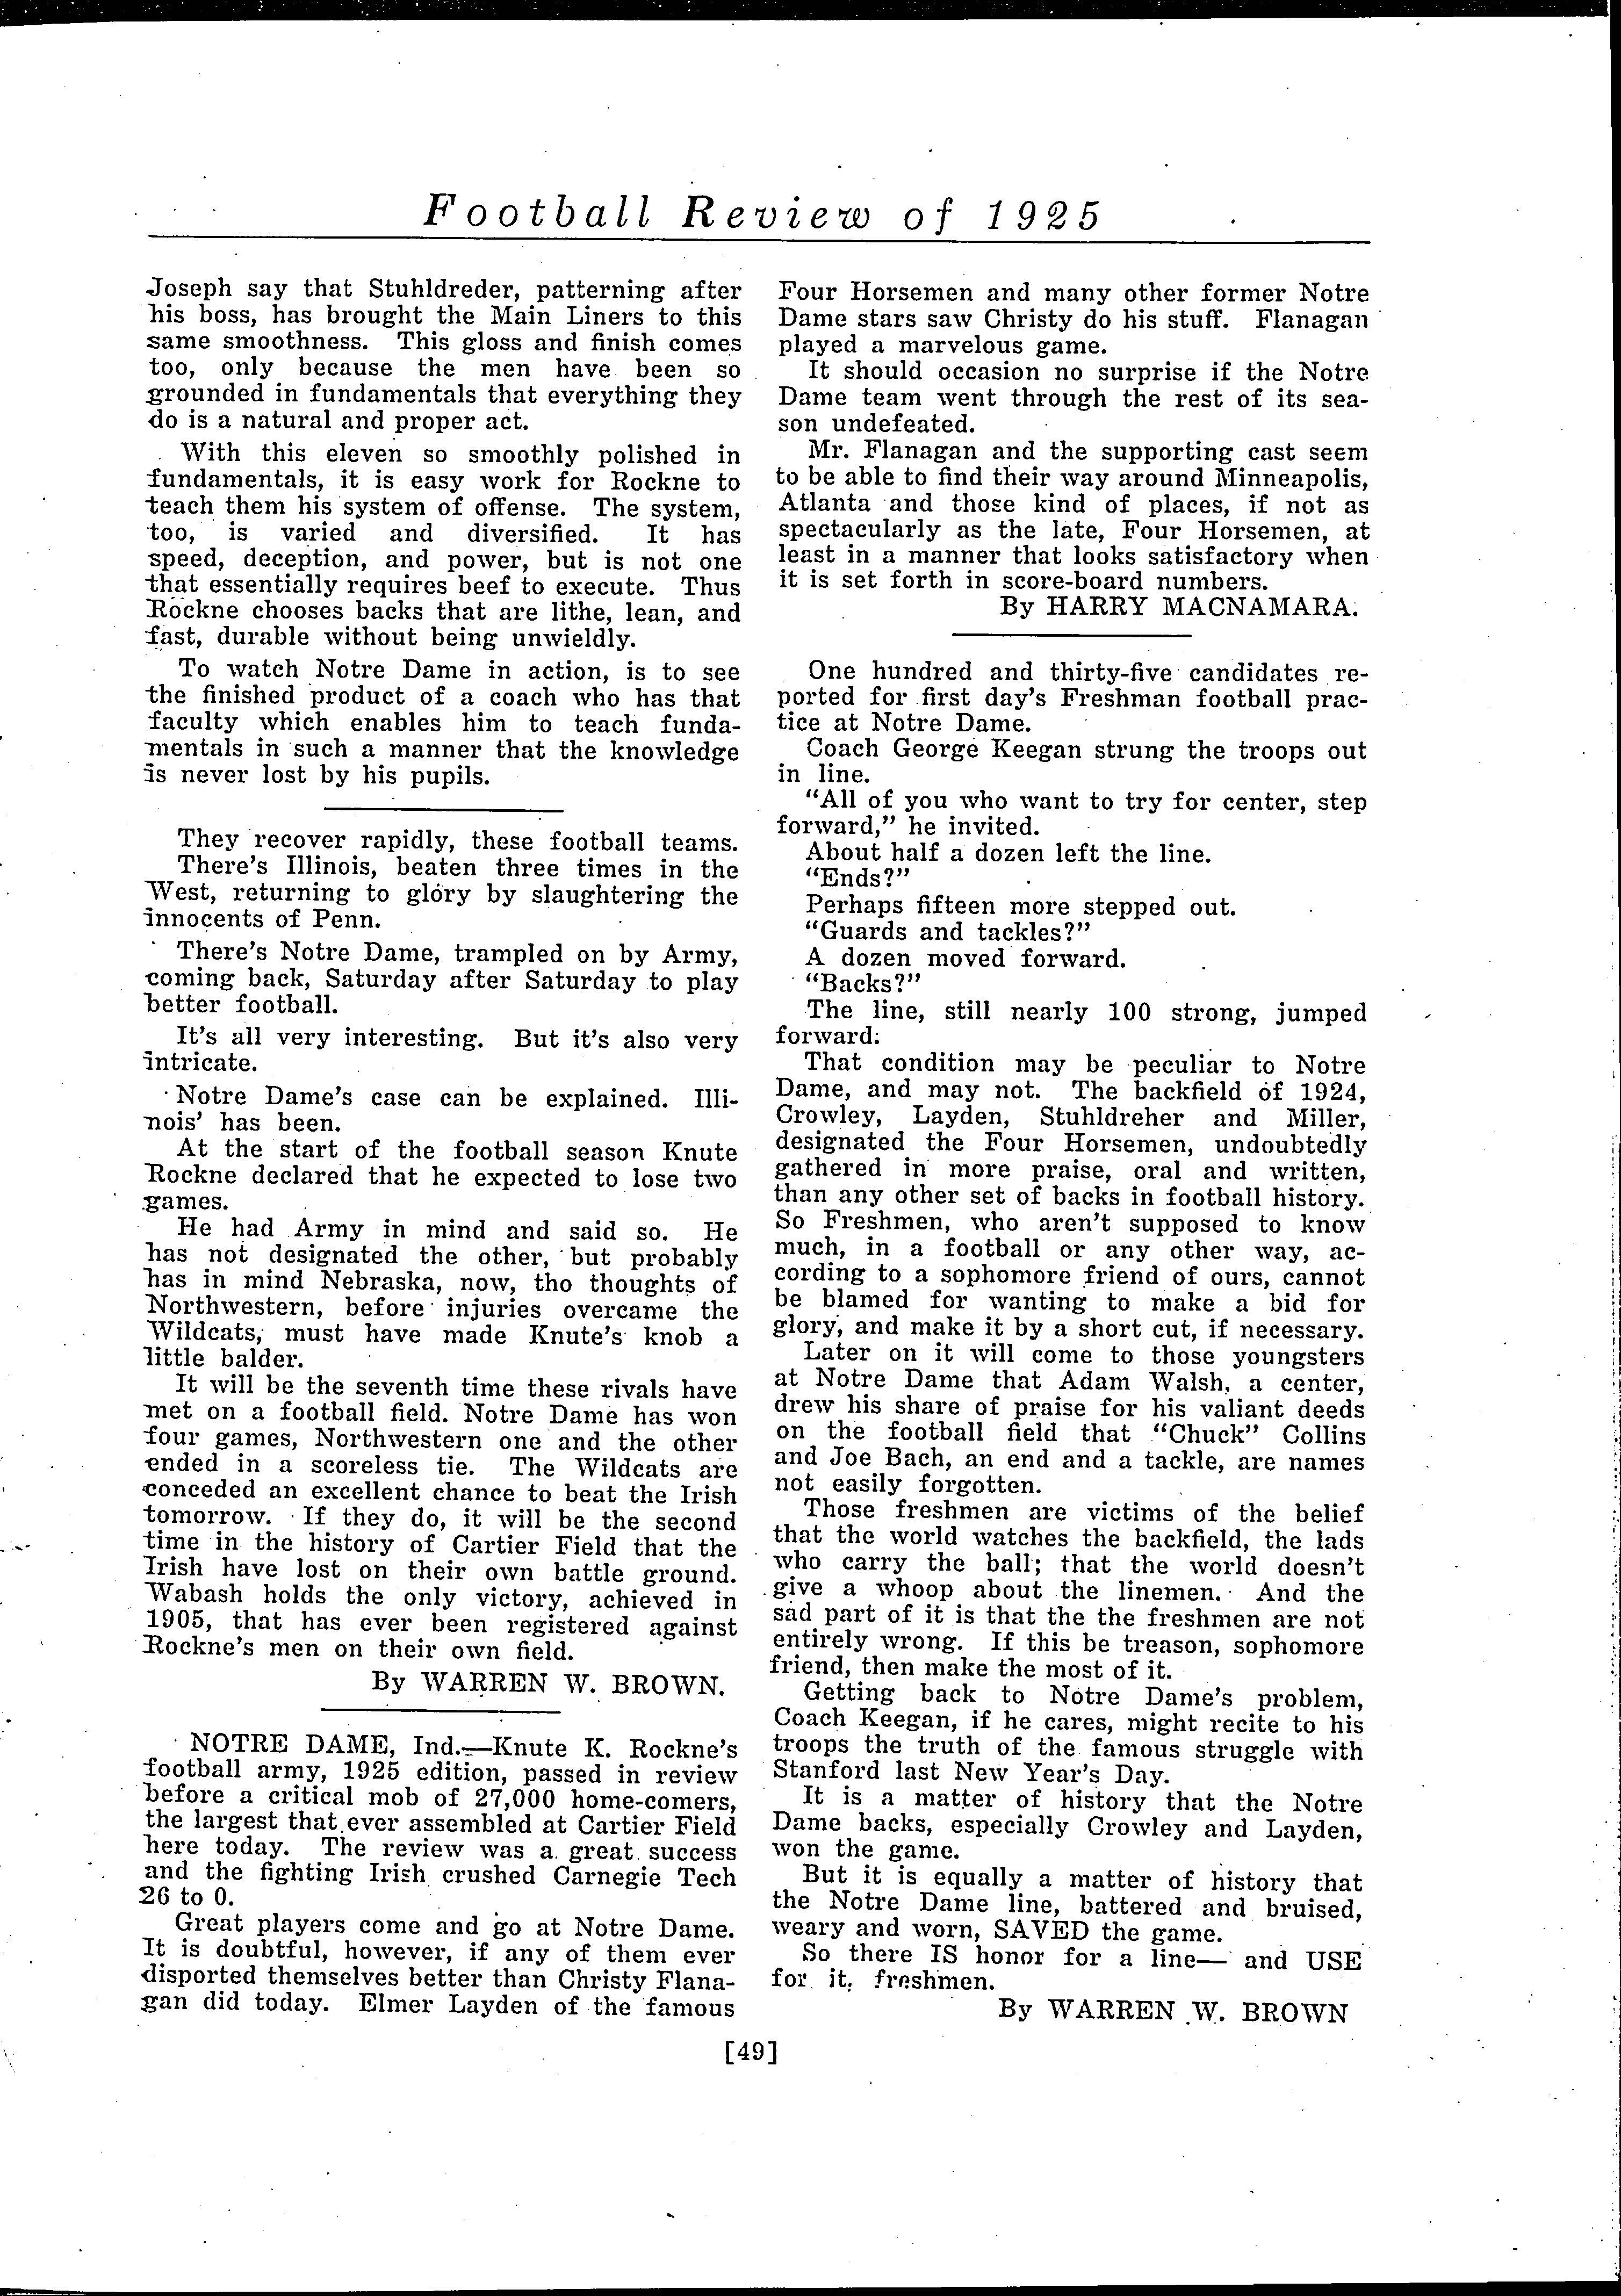 Football Review of 1925
Joseph say that Stuhldreder, patterning after
his boss, has brought the Main Liners to this
same smoothness. This gloss and finish comes
too, only because the men have been so
grounded in fundamentals that everything they
do is a natural and proper act.
With this eleven so smoothly polished in
fundamentals, it is easy work for Rockne to
teach them his system of offense. The system,
too, is varied and diversified. It has
speed, deception, and power, but is not one
that essentially requires beef to execute. Thus
Rockne chooses backs that are lithe, lean, and
fast, durable without being unwieldly.
To watch Notre Dame in action, is to see
the finished product of a coach who has that
faculty which enables him to teach funda-
mentals in such a manner that the knowledge
is never lost by his pupils.
They recover rapidly, these football teams.
There's Illinois, beaten three times in the
West, returning to glory by slaughtering the
innocents of Penn.
There's Notre Dame, trampled on by Army,
coming back, Saturday after Saturday to play
better football.
It's all very interesting. But it's also very
intricate.
Notre Dame's case can be explained. Illi-
nois' has been.
At the start of the football season Knute
Rockne declared that he expected to lose two
games.
He had Army in mind and said so. He
has not designated the other, but probably
has in mind Nebraska, now, tho thoughts of
Northwestern, before injuries overcame the
Wildcats, must have made Knute's knob a
little balder.
It will be the seventh time these rivals have
met on a football field. Notre Dame has won
four games, Northwestern one and the other
ended in a scoreless tie. The Wildcats are
conceded an excellent chance to beat the Irish
tomorrow. If they do, it will be the second
time in the history of Cartier Field that the
Irish have lost on their own battle ground.
Wabash holds the only victory, achieved in
1905, that has ever been registered against
Rockne's men on their own field.
By WARREN W. BROWN.
NOTRE DAME, Ind.—Knute K. Rockne's
football army, 1925 edition, passed in review
before a critical mob of 27,000 home-comers,
the largest that ever assembled at Cartier Field
here today. The review was a great success
and the fighting Irish crushed Carnegie Tech
26 to 0.
Great players come and go at Notre Dame.
It is doubtful, however, if any of them ever
disported themselves better than Christy Flana-
gan did today. Elmer Layden of the famous
Four Horsemen and many other former Notre
Dame stars saw Christy do his stuff. Flanagan
played a marvelous game.
It should occasion no surprise if the Notre
Dame team went through the rest of its sea-
son undefeated.
Mr. Flanagan and the supporting cast seem
to be able to find their way around Minneapolis,
Atlanta and those kind of places, if not as
spectacularly as the late, Four Horsemen, at
least in a manner that looks satisfactory when
it is set forth in score-board numbers.
By HARRY MACNAMARA.
One hundred and thirty-five candidates re-
ported for first day's Freshman football prac-
tice at Notre Dame.
Coach George Keegan strung the troops out
in line.
"All of you who want to try for center, step
forward," he invited.
About half a dozen left the line.
"Ends?"
Perhaps fifteen more stepped out.
"Guards and tackles?"
A dozen moved forward.
"Backs?"
The line, still nearly 100 strong, jumped
forward.
That condition may be peculiar to Notre
Dame, and may not. The backfield of 1924,
Crowley, Layden, Stuhldreher and Miller,
designated the Four Horsemen, undoubtedly
gathered in more praise, oral and written,
than any other set of backs in football history.
So Freshmen, who aren't supposed to know
much, in a football or any other way, ac-
cording to a sophomore friend of ours, cannot
be blamed for wanting to make a bid for
glory, and make it by a short cut, if necessary.
Later on it will come to those youngsters
at Notre Dame that Adam Walsh, a center,
drew his share of praise for his valiant deeds
on the football field that "Chuck" Collins
and Joe Bach, an end and a tackle, are names
not easily forgotten.
Those freshmen are victims of the belief
that the world watches the backfield, the lads
who carry the ball; that the world doesn't
give a whoop about the linemen. And the
sad part of it is that the the freshmen are not
entirely wrong. If this be treason, sophomore
friend, then make the most of it.
Getting back to Notre Dame's problem,
Coach Keegan, if he cares, might recite to his
troops the truth of the famous struggle with
Stanford last New Year's Day.
It is a matter of history that the Notre
Dame backs, especially Crowley and Layden,
won the game.
But it is equally a matter of history that
the Notre Dame line, battered and bruised,
weary and worn, SAVED the game.
So there IS honor for a line— and USE
for it, freshmen.
By WARREN W. BROWN
[49]